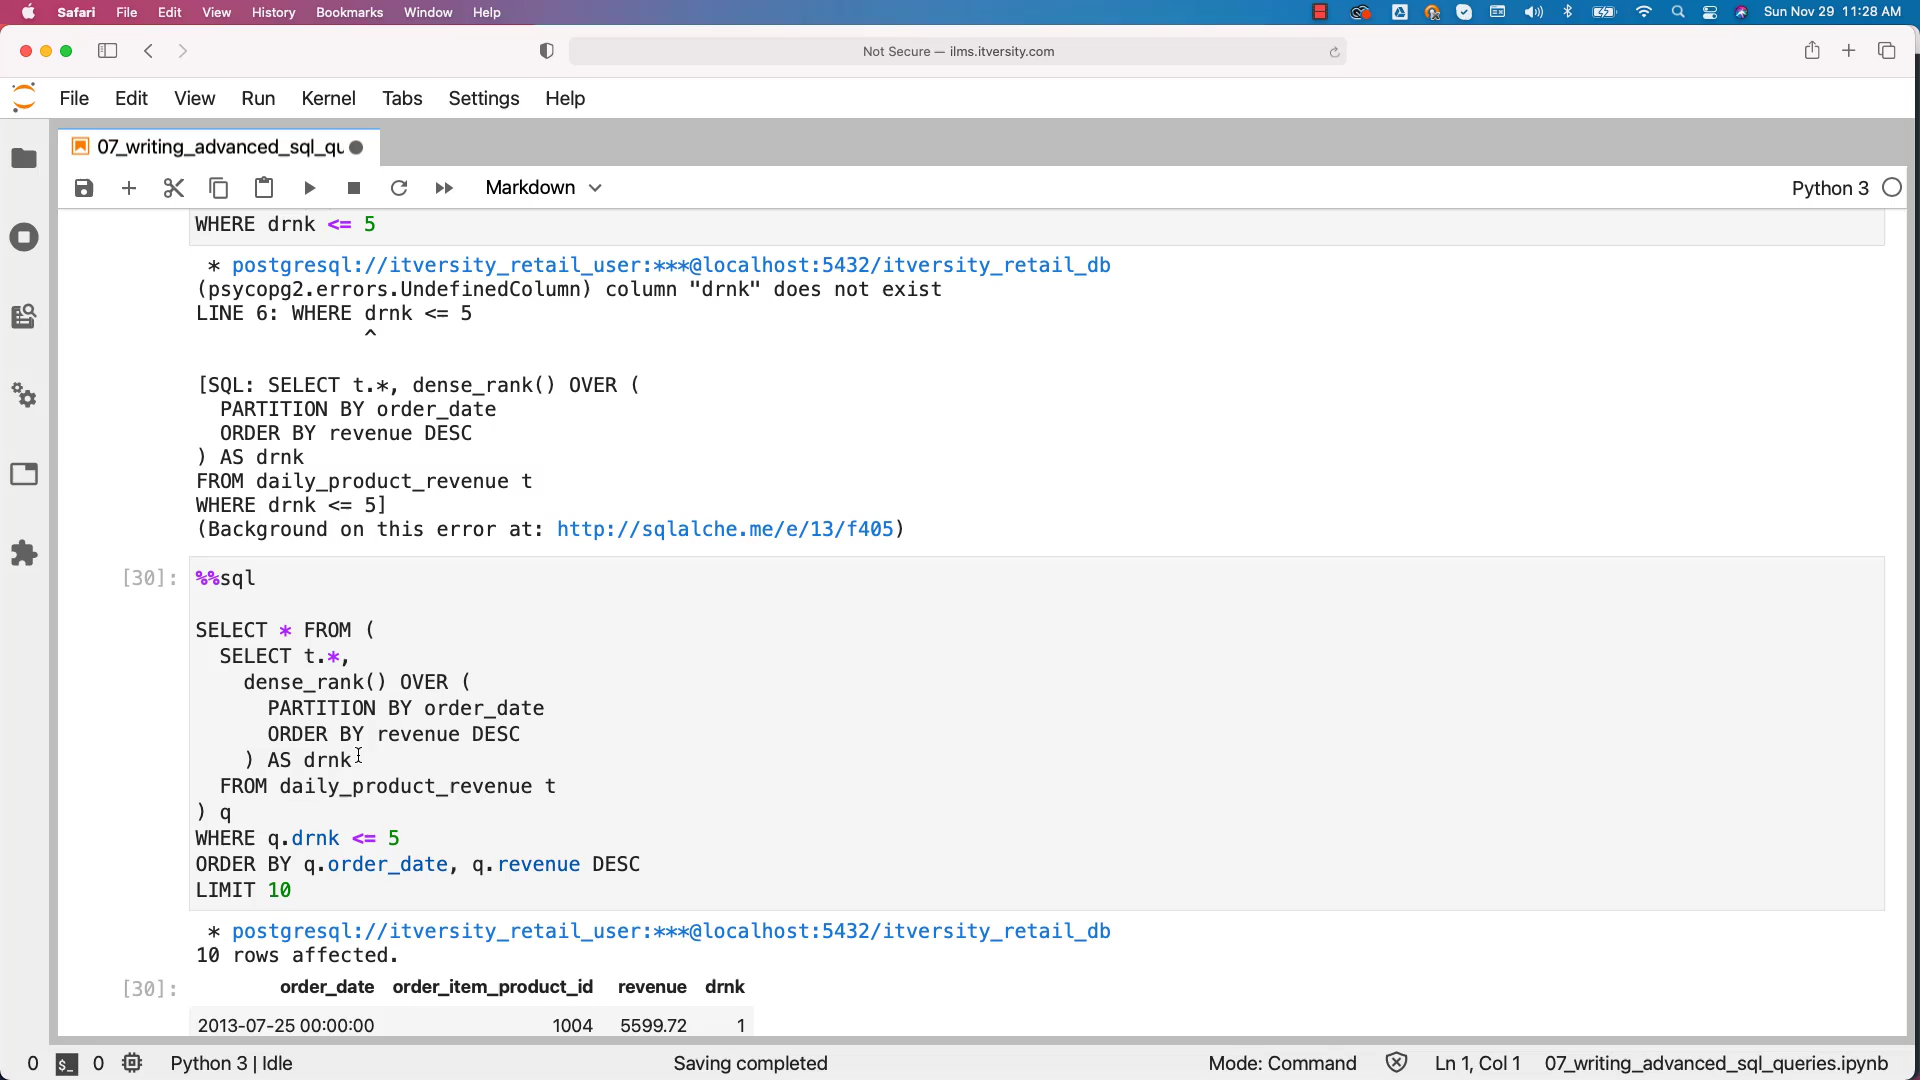 Safari File Edit View History Bookmarks Window Help Sun Nov 29 11:28 AM
Not Secure — ilms.itversity.com
File Edit View Run Kernel Tabs Settings Help
07_writing_advanced_sql_qu
Markdown Python 3
WHERE drnk <= 5
* postgresql://itversity_retail_user:***@localhost:5432/itversity_retail_db
(psycopg2.errors.UndefinedColumn) column "drnk" does not exist
LINE 6: WHERE drnk <= 5
^
[SQL: SELECT t.*, dense_rank() OVER (
PARTITION BY order_date
ORDER BY revenue DESC
) AS drnk
FROM daily_product_revenue t
WHERE drnk <= 5]
(Background on this error at: http://sqlalche.me/e/13/f405)
[30]: %%sql
SELECT * FROM (
SELECT t.*,
dense_rank() OVER (
PARTITION BY order_date
ORDER BY revenue DESC
) AS drnk
FROM daily_product_revenue t
) q
WHERE q.drnk <= 5
ORDER BY q.order_date, q.revenue DESC
LIMIT 10
* postgresql://itversity_retail_user:***@localhost:5432/itversity_retail_db
10 rows affected.
[30]: order_date order_item_product_id revenue drnk
2013-07-25 00:00:00 1004 5599.72 1
0 $_ 0 Python 3 | Idle Saving completed Mode: Command Ln 1, Col 1 07_writing_advanced_sql_queries.ipynb